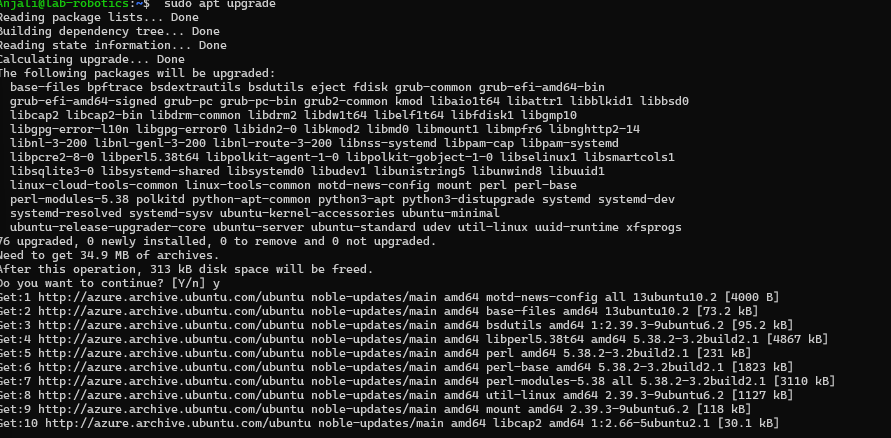 Anjali@lab-robotics:~$  sudo apt upgrade
Reading package lists... Done
Building dependency tree... Done
Reading state information... Done
Calculating upgrade... Done
The following packages will be upgraded:
  base-files bpftrace bsdextrautils bsdutils eject fdisk grub-common grub-efi-amd64-bin
  grub-efi-amd64-signed grub-pc grub-pc-bin grub2-common kmod libaio1t64 libattr1 libblkid1 libbsd0
  libcap2 libcap2-bin libdrm-common libdrm2 libdw1t64 libelf1t64 libfdisk1 libgmp10
  libgpg-error-l10n libgpg-error0 libidn2-0 libkmod2 libmd0 libmount1 libmpfr6 libnghttp2-14
  libnl-3-200 libnl-genl-3-200 libnl-route-3-200 libnss-systemd libpam-cap libpam-systemd
  libpcre2-8-0 libperl5.38t64 libpolkit-agent-1-0 libpolkit-gobject-1-0 libselinux1 libsmartcols1
  libsqlite3-0 libsystemd-shared libsystemd0 libudev1 libunistring5 libunwind8 libuuid1
  linux-cloud-tools-common linux-tools-common motd-news-config mount perl perl-base
  perl-modules-5.38 polkitd python-apt-common python3-apt python3-distupgrade systemd systemd-dev
  systemd-resolved systemd-sysv ubuntu-kernel-accessories ubuntu-minimal
  ubuntu-release-upgrader-core ubuntu-server ubuntu-standard udev util-linux uuid-runtime xfsprogs
76 upgraded, 0 newly installed, 0 to remove and 0 not upgraded.
Need to get 34.9 MB of archives.
After this operation, 313 kB disk space will be freed.
Do you want to continue? [Y/n] y
Get:1 http://azure.archive.ubuntu.com/ubuntu noble-updates/main amd64 motd-news-config all 13ubuntu10.2 [4000 B]
Get:2 http://azure.archive.ubuntu.com/ubuntu noble-updates/main amd64 base-files amd64 13ubuntu10.2 [73.2 kB]
Get:3 http://azure.archive.ubuntu.com/ubuntu noble-updates/main amd64 bsdutils amd64 1:2.39.3-9ubuntu6.2 [95.2 kB]
Get:4 http://azure.archive.ubuntu.com/ubuntu noble-updates/main amd64 libperl5.38t64 amd64 5.38.2-3.2build2.1 [4867 kB]
Get:5 http://azure.archive.ubuntu.com/ubuntu noble-updates/main amd64 perl amd64 5.38.2-3.2build2.1 [231 kB]
Get:6 http://azure.archive.ubuntu.com/ubuntu noble-updates/main amd64 perl-base amd64 5.38.2-3.2build2.1 [1823 kB]
Get:7 http://azure.archive.ubuntu.com/ubuntu noble-updates/main amd64 perl-modules-5.38 all 5.38.2-3.2build2.1 [3110 kB]
Get:8 http://azure.archive.ubuntu.com/ubuntu noble-updates/main amd64 util-linux amd64 2.39.3-9ubuntu6.2 [1127 kB]
Get:9 http://azure.archive.ubuntu.com/ubuntu noble-updates/main amd64 mount amd64 2.39.3-9ubuntu6.2 [118 kB]
Get:10 http://azure.archive.ubuntu.com/ubuntu noble-updates/main amd64 libcap2 amd64 1:2.66-5ubuntu2.1 [30.1 kB]